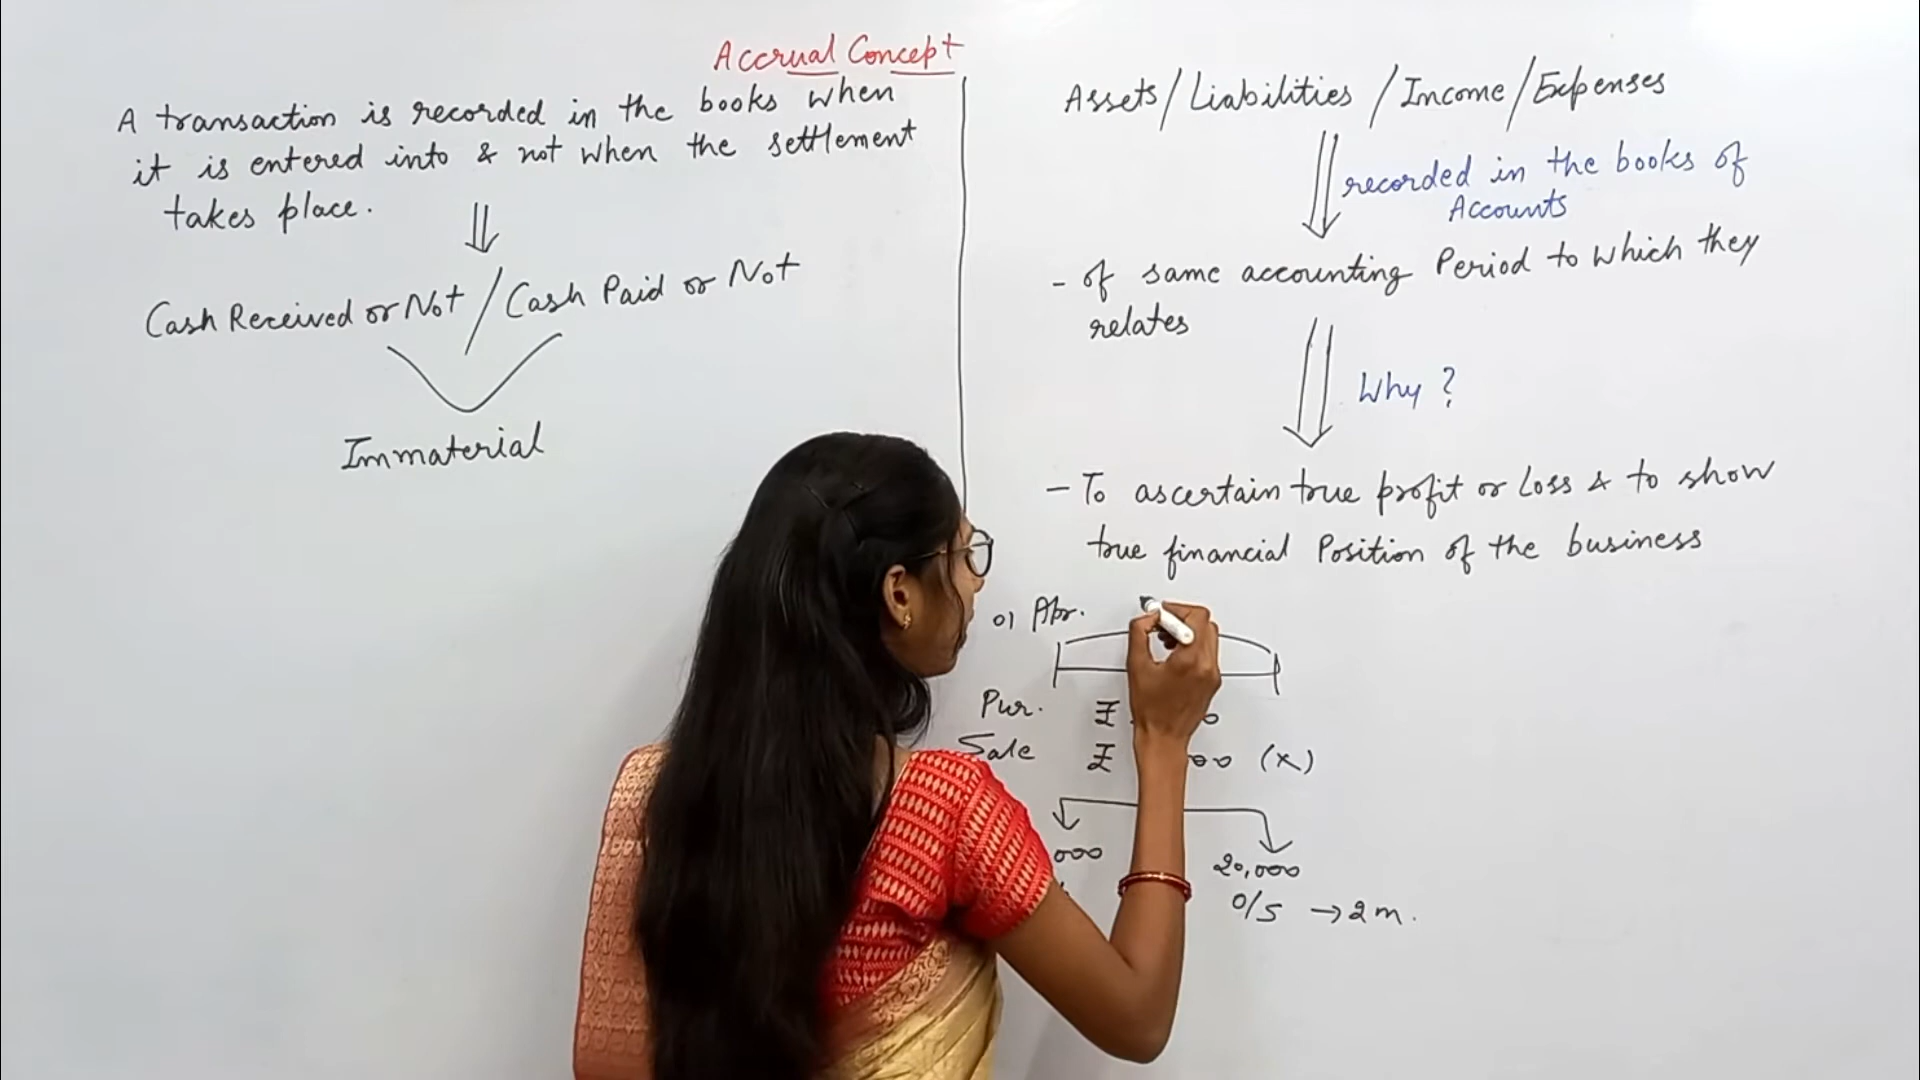 Accrual Concept
A transaction is recorded in the books when
it is entered into & not when the settlement
takes place.
Cash Received or Not / Cash Paid or Not
Immaterial
Assets / Liabilities / Income / Expenses
recorded in the books of
Accounts
- of same accounting Period to which they
relates
Why ?
- To ascertain true profit or Loss & to show
true financial Position of the business
01 Apr.
Pur. ₹
Sale ₹ (x)
20,000
O/S → 2 m.